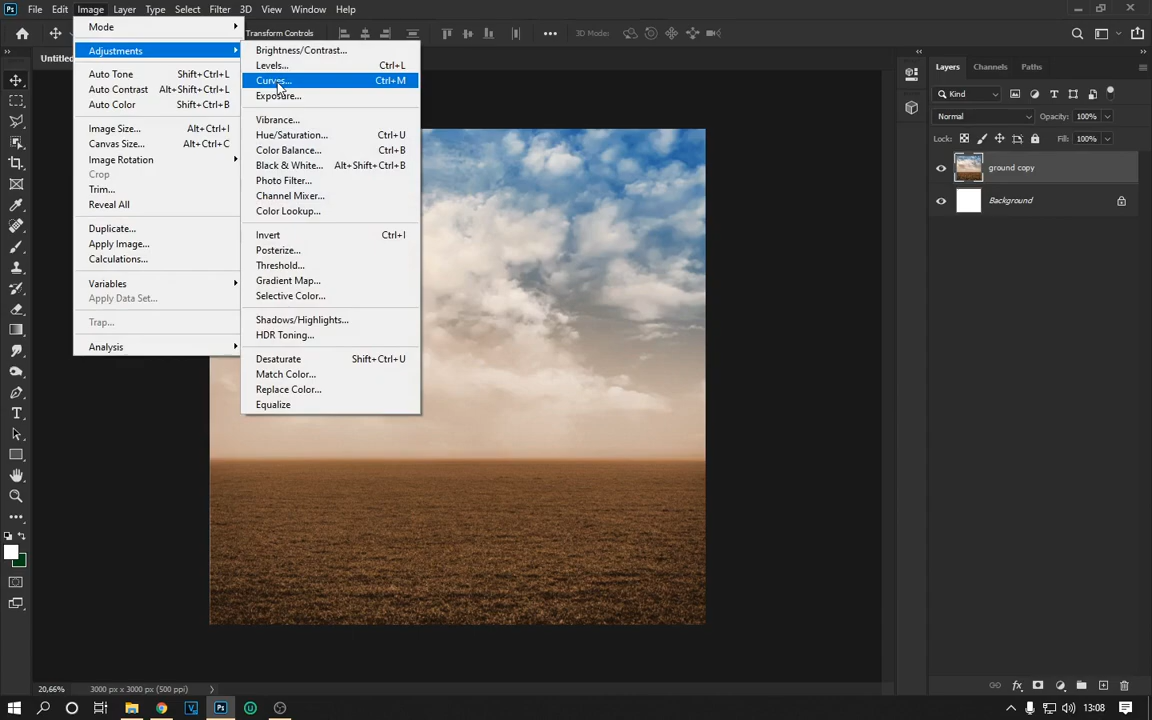 Ps File Edit Image Layer Type Select Filter 3D View Window Help
Transform Controls 3D Mode:
Untitled
Mode
Adjustments
Auto Tone Shift+Ctrl+L
Auto Contrast Alt+Shift+Ctrl+L
Auto Color Shift+Ctrl+B
Image Size... Alt+Ctrl+I
Canvas Size... Alt+Ctrl+C
Image Rotation
Crop
Trim...
Reveal All
Duplicate...
Apply Image...
Calculations...
Variables
Apply Data Set...
Trap...
Analysis
Brightness/Contrast...
Levels... Ctrl+L
Curves... Ctrl+M
Exposure...
Vibrance...
Hue/Saturation... Ctrl+U
Color Balance... Ctrl+B
Black & White... Alt+Shift+Ctrl+B
Photo Filter...
Channel Mixer...
Color Lookup...
Invert Ctrl+I
Posterize...
Threshold...
Gradient Map...
Selective Color...
Shadows/Highlights...
HDR Toning...
Desaturate Shift+Ctrl+U
Match Color...
Replace Color...
Equalize
Layers Channels Paths
Kind
Normal Opacity: 100%
Lock: Fill: 100%
ground copy
Background
20,66% 3000 px x 3000 px (500 ppi)
Ps 13:08